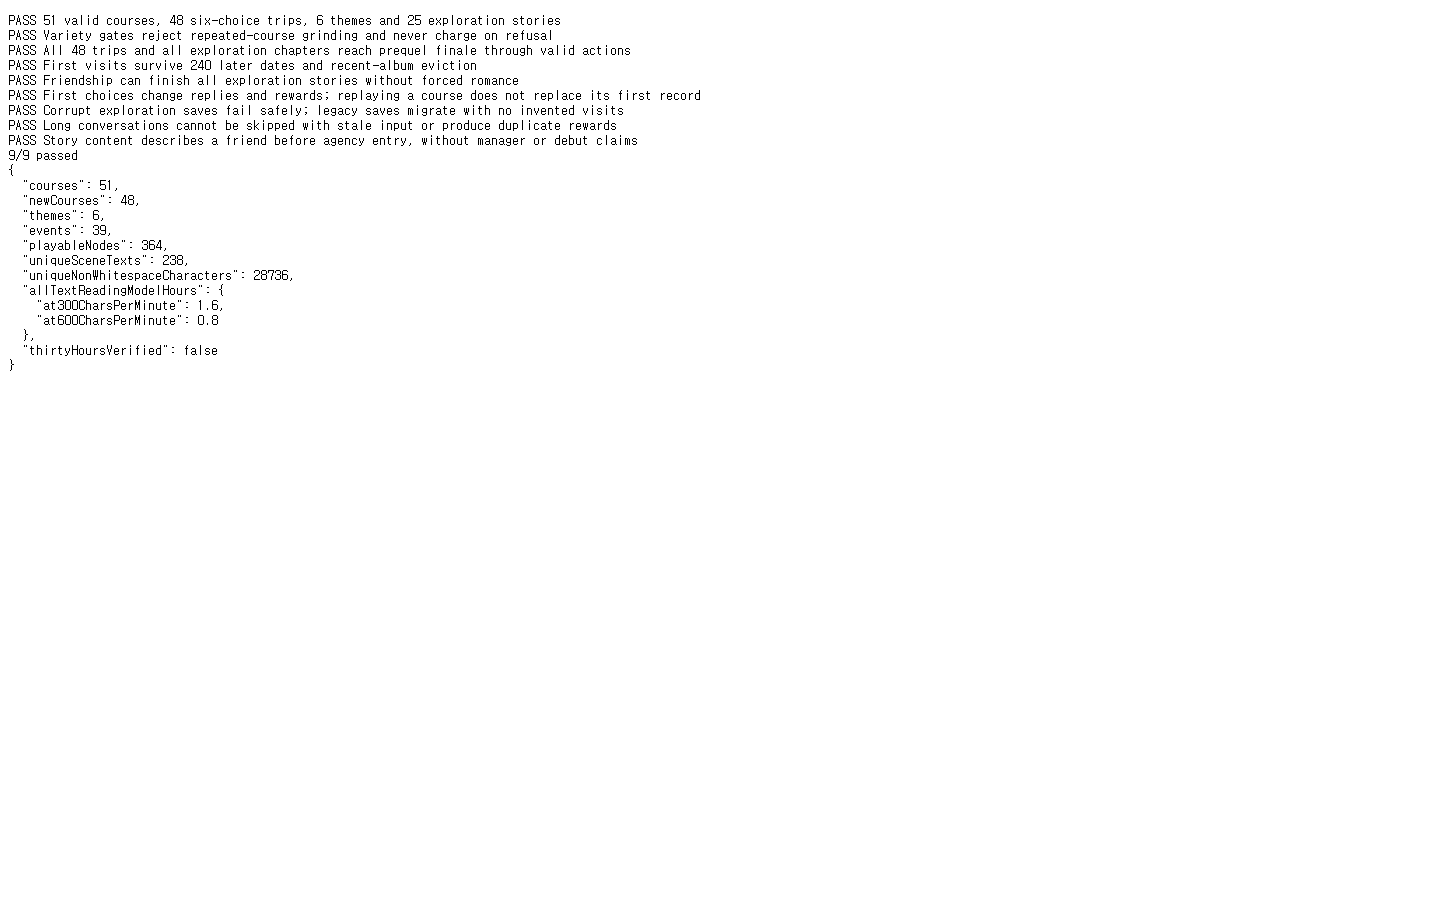 PASS 51 valid courses, 48 six-choice trips, 6 themes and 25 exploration stories
PASS Variety gates reject repeated-course grinding and never charge on refusal
PASS All 48 trips and all exploration chapters reach prequel finale through valid actions
PASS First visits survive 240 later dates and recent-album eviction
PASS Friendship can finish all exploration stories without forced romance
PASS First choices change replies and rewards; replaying a course does not replace its first record
PASS Corrupt exploration saves fail safely; legacy saves migrate with no invented visits
PASS Long conversations cannot be skipped with stale input or produce duplicate rewards
PASS Story content describes a friend before agency entry, without manager or debut claims
9/9 passed
{
  "courses": 51,
  "newCourses": 48,
  "themes": 6,
  "events": 39,
  "playableNodes": 364,
  "uniqueSceneTexts": 238,
  "uniqueNonWhitespaceCharacters": 28736,
  "allTextReadingModelHours": {
    "at300CharsPerMinute": 1.6,
    "at600CharsPerMinute": 0.8
  },
  "thirtyHoursVerified": false
}